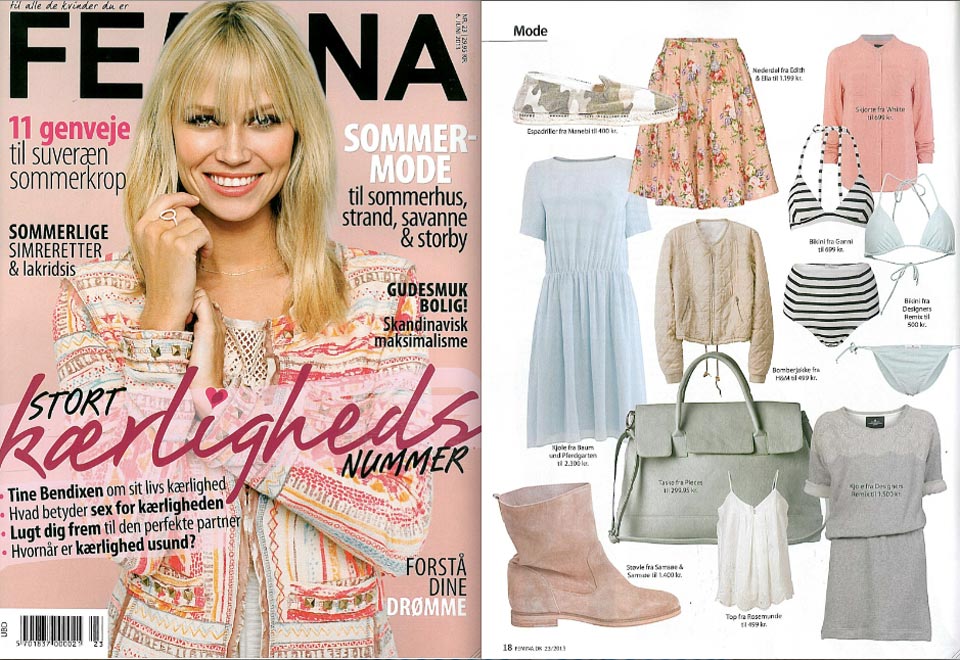 til alle de kvinder du er
FEMINA
NR. 23 | 29.95 KR.
6. JUNI 2013
11 genveje
til suveræn
sommerkrop
SOMMERLIGE
SIMRERETTER
& lakridsis
SOMMER-
MODE
til sommerhus,
strand, savanne
& storby
GUDESMUK
BOLIG!
Skandinavisk
maksimalisme
STORT
kærligheds
NUMMER
• Tine Bendixen om sit livs kærlighed
• Hvad betyder sex for kærligheden
• Lugt dig frem til den perfekte partner
• Hvornår er kærlighed usund?
FORSTÅ
DINE
DRØMME
UBD
5 701637 000002
23
Mode
Espadriller fra Manebi til 400 kr.
Nederdel fra Edith
& Ella til 1.199 kr.
Skjorte fra Whiite
til 699 kr.
Bikini fra Ganni
til 699 kr.
Bikini fra
Designers
Remix til
500 kr.
Bomberjakke fra
H&M til 499 kr.
Kjole fra Baum
und Pferdgarten
til 2.300 kr.
Taske fra Pieces
til 299,95 kr.
Kjole fra Designers
Remix til 1.500 kr.
Støvle fra Samsøe &
Samsøe til 1.400 kr.
Top fra Rosemunde
til 499 kr.
18 FEMINA.DK 23/2013